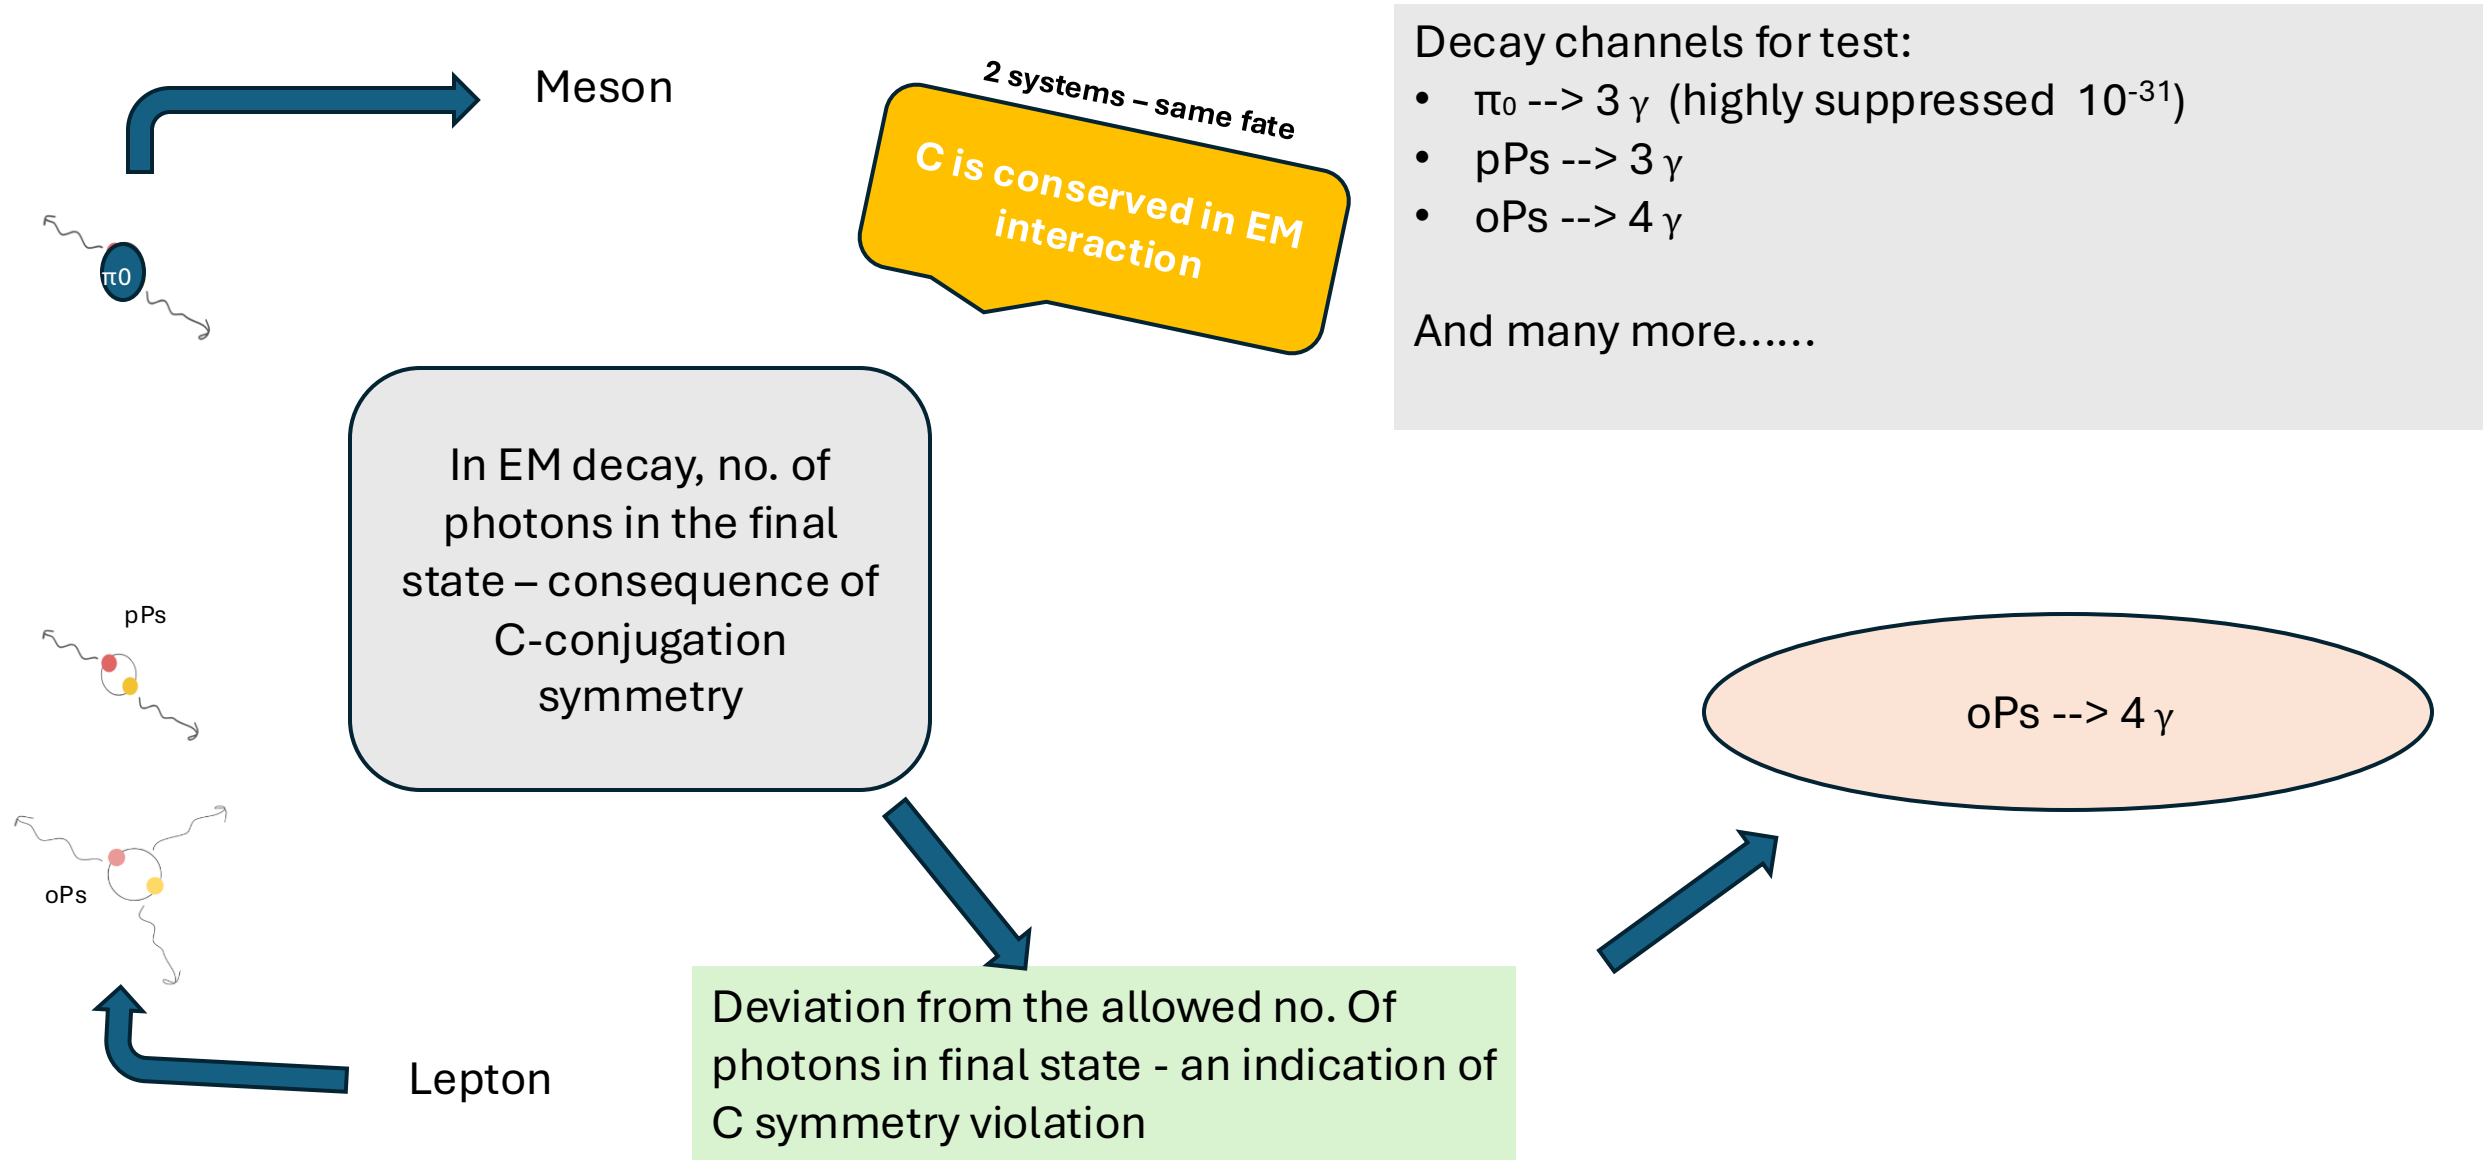 Meson
2 systems – same fate
C is conserved in EM
interaction
Decay channels for test:
• π₀ --> 3 γ (highly suppressed 10⁻³¹)
• pPs --> 3 γ
• oPs --> 4 γ
And many more......
π0
In EM decay, no. of
photons in the final
state – consequence of
C-conjugation
symmetry
pPs
oPs
oPs --> 4 γ
Lepton
Deviation from the allowed no. Of
photons in final state - an indication of
C symmetry violation